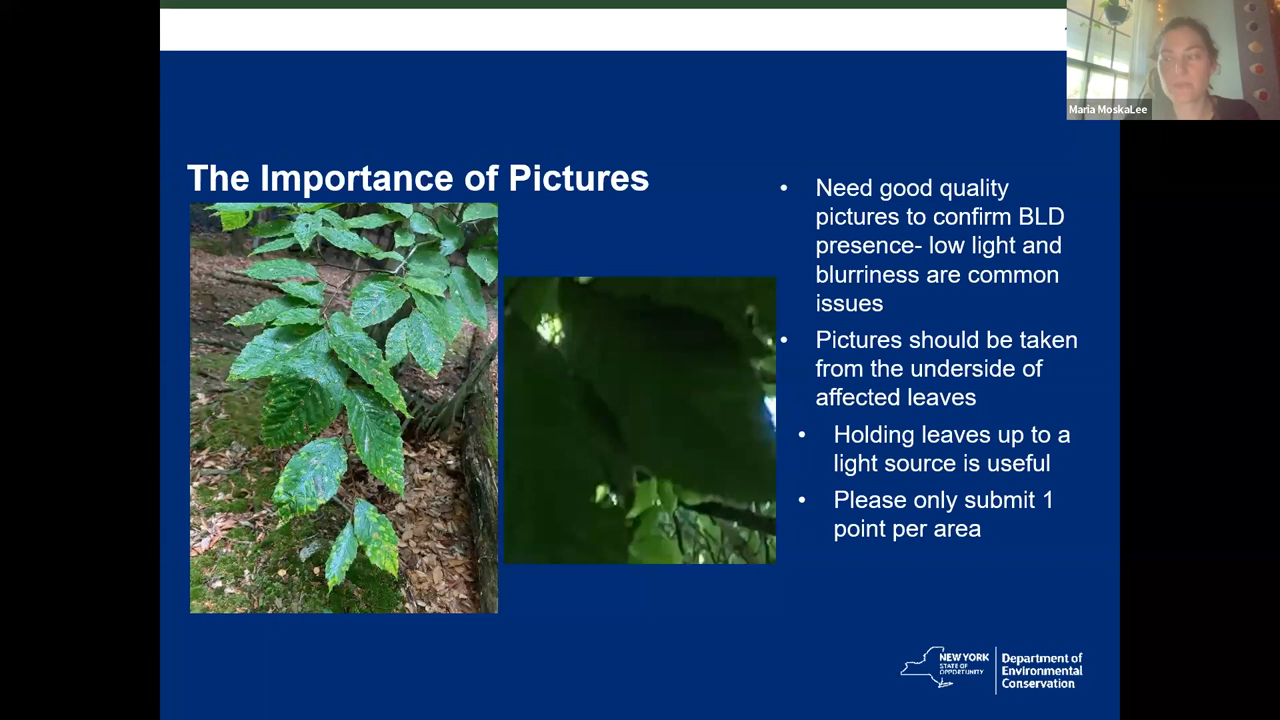 Maria MoskaLee
The Importance of Pictures
• Need good quality
pictures to confirm BLD
presence- low light and
blurriness are common
issues
• Pictures should be taken
from the underside of
affected leaves
• Holding leaves up to a
light source is useful
• Please only submit 1
point per area
NEW YORK
STATE OF
OPPORTUNITY
Department of
Environmental
Conservation